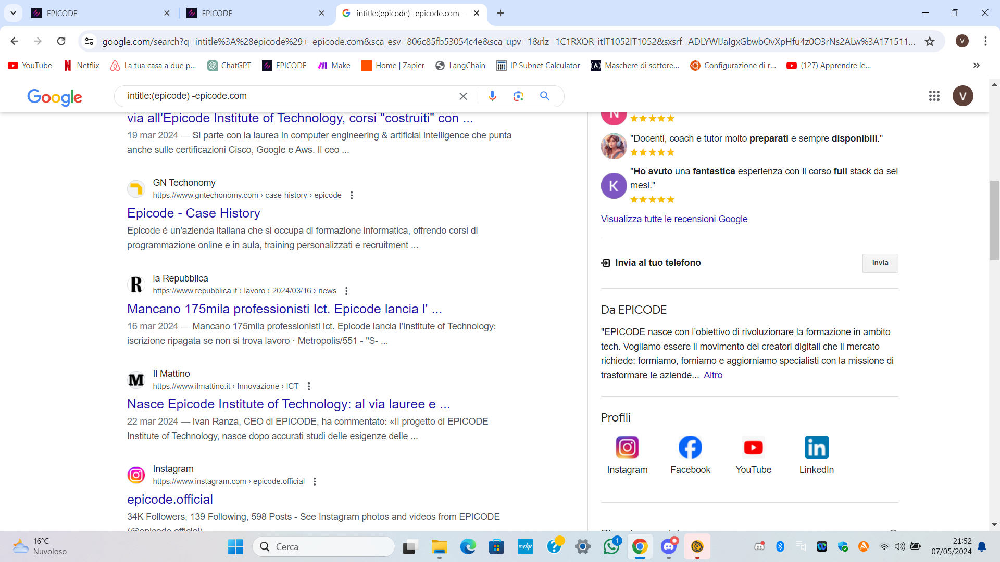 EPICODE
EPICODE
intitle:(epicode) -epicode.com -
google.com/search?q=intitle%3A%28epicode%29+-epicode.com&sca_esv=806c85fb53054c4e&sca_upv=1&rlz=1C1RXQR_itIT1052IT1052&sxsrf=ADLYWIJaIgxGbwbOvXpHfu4z0O3rNs2ALw%3A171511...
V
YouTube
Netflix
La tua casa a due p...
ChatGPT
EPICODE
Make
Home | Zapier
LangChain
IP Subnet Calculator
Maschere di sottore...
Configurazione di r...
(127) Apprendre le...
Google
intitle:(epicode) -epicode.com
V
via all'Epicode Institute of Technology, corsi "costruiti" con ...
19 mar 2024 — Si parte con la laurea in computer engineering & artificial intelligence che punta
anche sulle certificazioni Cisco, Google e Aws. Il ceo ...
GN Techonomy
https://www.gntechonomy.com › case-history › epicode
Epicode - Case History
Epicode è un'azienda italiana che si occupa di formazione informatica, offrendo corsi di
programmazione online e in aula, training personalizzati e recruitment ...
R
la Repubblica
https://www.repubblica.it › lavoro › 2024/03/16 › news
Mancano 175mila professionisti Ict. Epicode lancia l' ...
16 mar 2024 — Mancano 175mila professionisti Ict. Epicode lancia l'Institute of Technology:
iscrizione ripagata se non si trova lavoro · Metropolis/551 - "S- ...
M
Il Mattino
https://www.ilmattino.it › Innovazione › ICT
Nasce Epicode Institute of Technology: al via lauree e ...
22 mar 2024 — Ivan Ranza, CEO di EPICODE, ha commentato: «Il progetto di EPICODE
Institute of Technology, nasce dopo accurati studi delle esigenze delle ...
Instagram
https://www.instagram.com › epicode.official
epicode.official
34K Followers, 139 Following, 598 Posts - See Instagram photos and videos from EPICODE
(@epicode.official)
N
"Docenti, coach e tutor molto preparati e sempre disponibili."
K
"Ho avuto una fantastica esperienza con il corso full stack da sei
mesi."
Visualizza tutte le recensioni Google
Invia al tuo telefono
Invia
Da EPICODE
"EPICODE nasce con l’obiettivo di rivoluzionare la formazione in ambito
tech. Vogliamo essere il movimento dei creatori digitali che il mercato
richiede: formiamo, forniamo e aggiorniamo specialisti con la missione di
trasformare le aziende... Altro
Profili
Instagram
Facebook
YouTube
LinkedIn
16°C
Nuvoloso
Cerca
myhp
1
21:52
07/05/2024